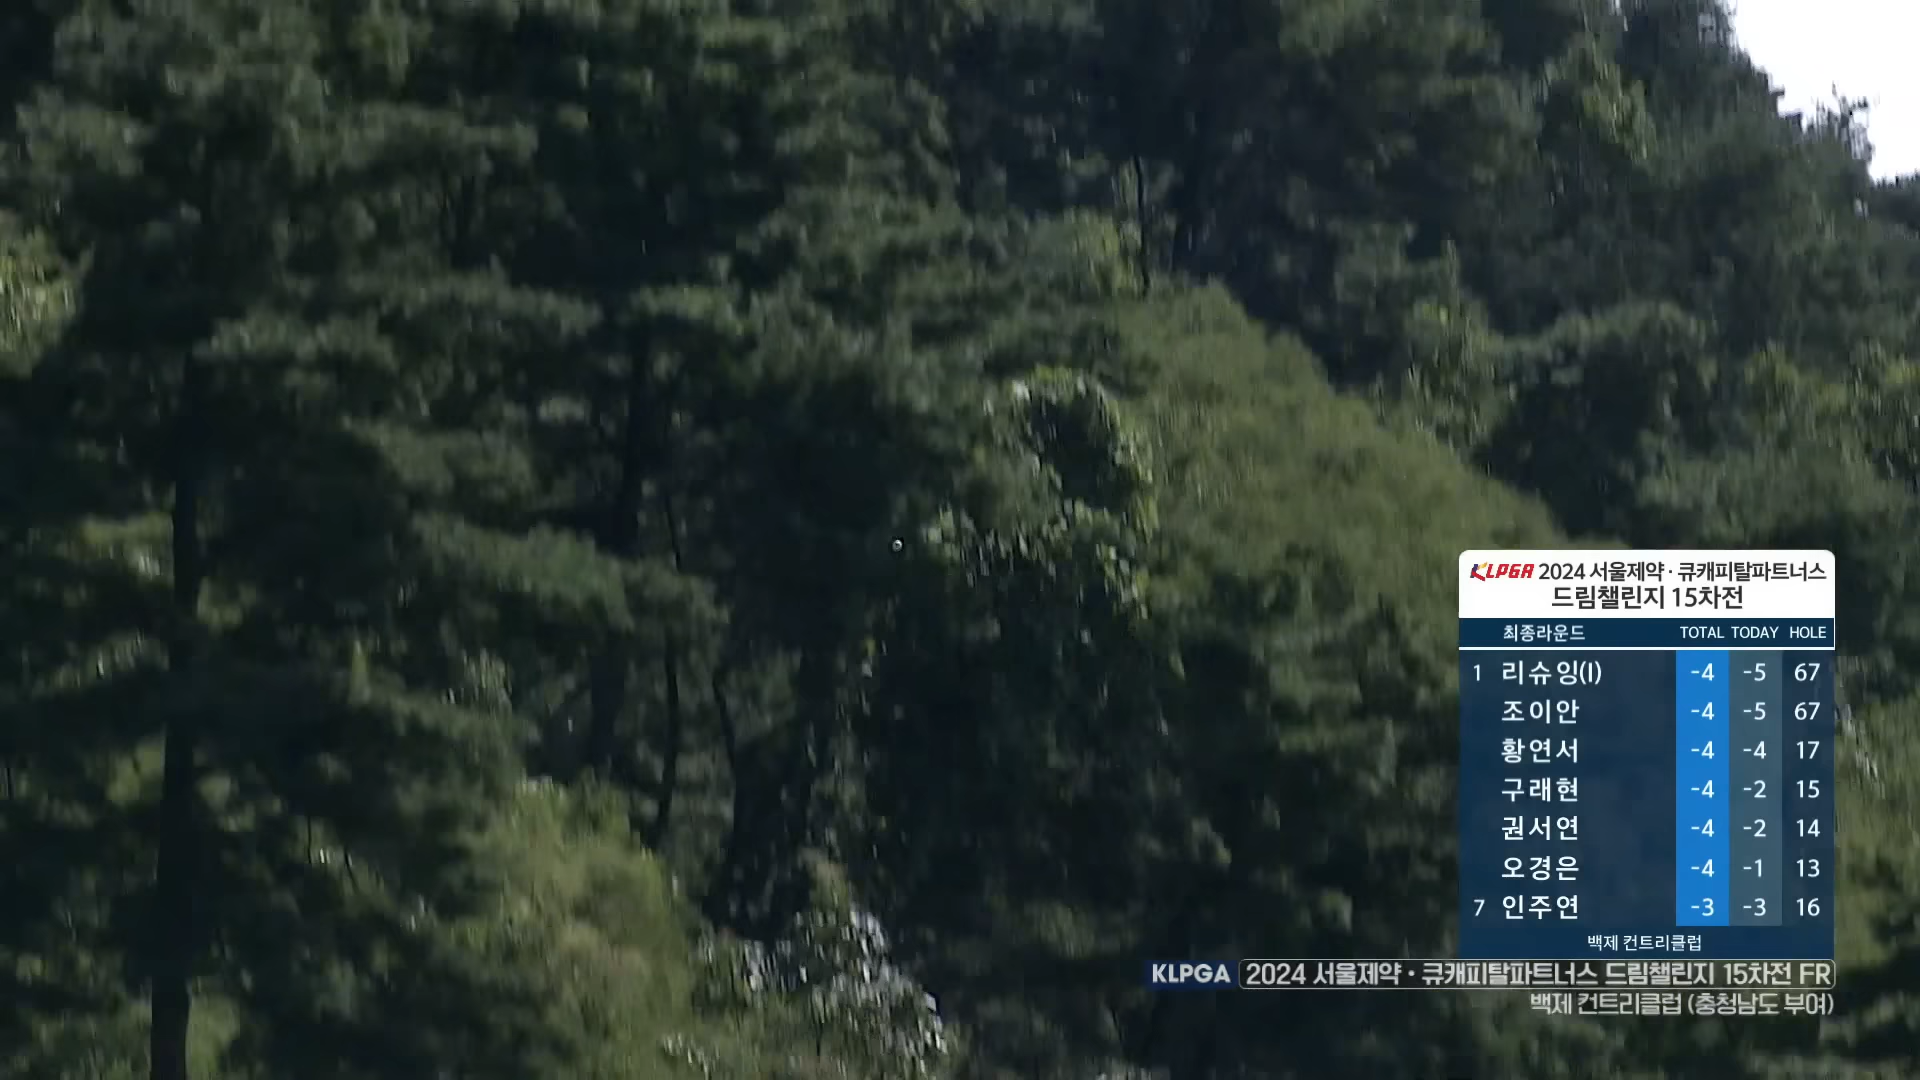 KLPGA 2024 서울제약·큐캐피탈파트너스
드림챌린지 15차전
최종라운드 TOTAL TODAY HOLE
1 리슈잉(I) -4 -5 67
조이안 -4 -5 67
황연서 -4 -4 17
구래현 -4 -2 15
권서연 -4 -2 14
오경은 -4 -1 13
7 인주연 -3 -3 16
백제 컨트리클럽
KLPGA 2024 서울제약·큐캐피탈파트너스 드림챌린지 15차전 FR
백제 컨트리클럽 (충청남도 부여)